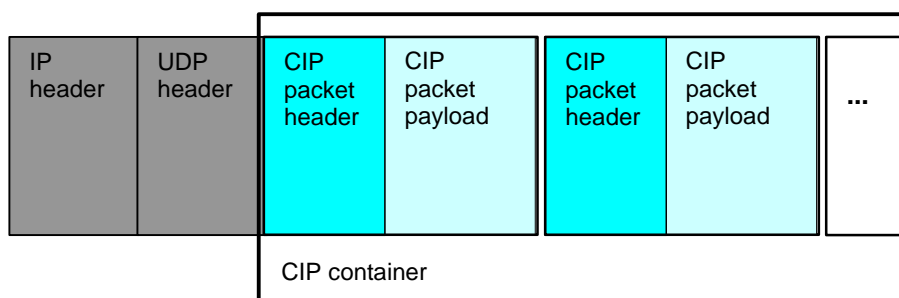 IP
header
UDP
header
CIP
packet
header
CIP
packet
payload
CIP
packet
header
CIP
packet
payload
...
CIP container